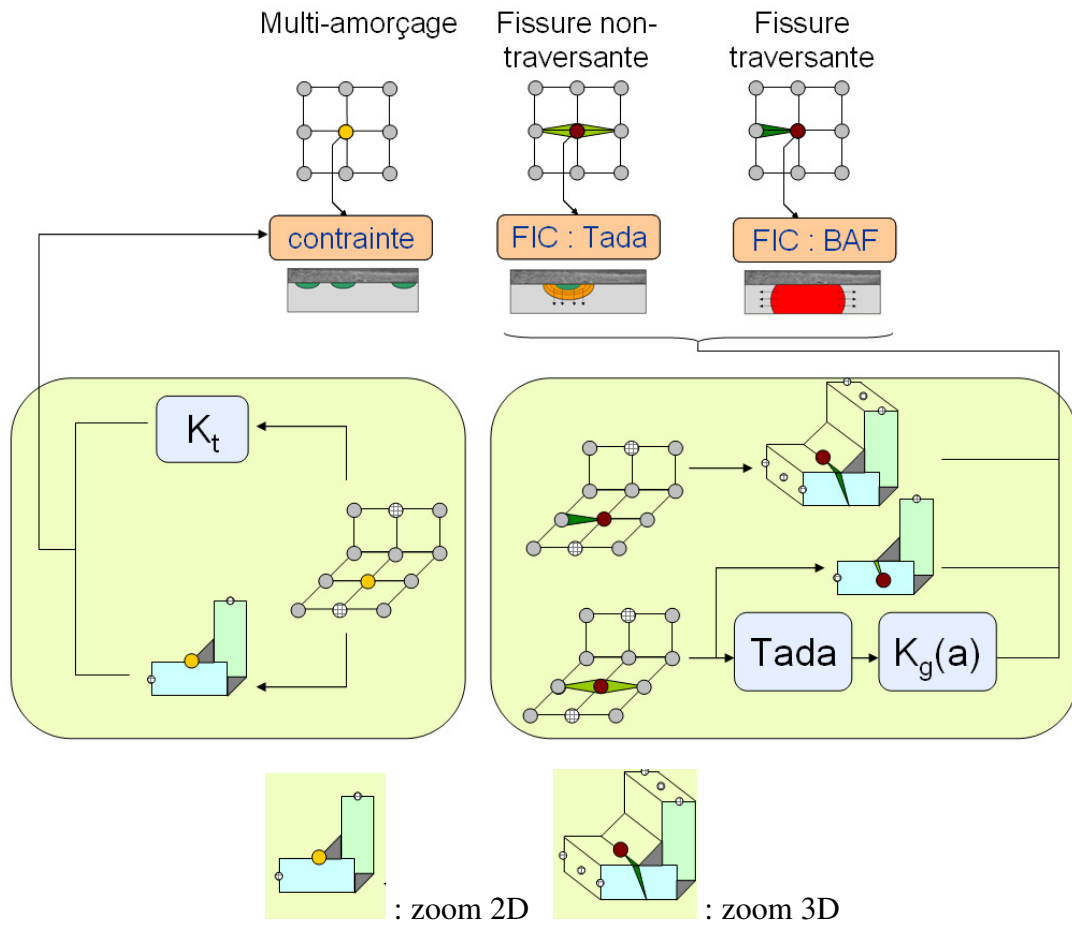 Multi-amorçage
Fissure non-
traversante
Fissure
traversante
contrainte
FIC : Tada
FIC : BAF
Kt
Tada
Kg(a)
: zoom 2D
: zoom 3D